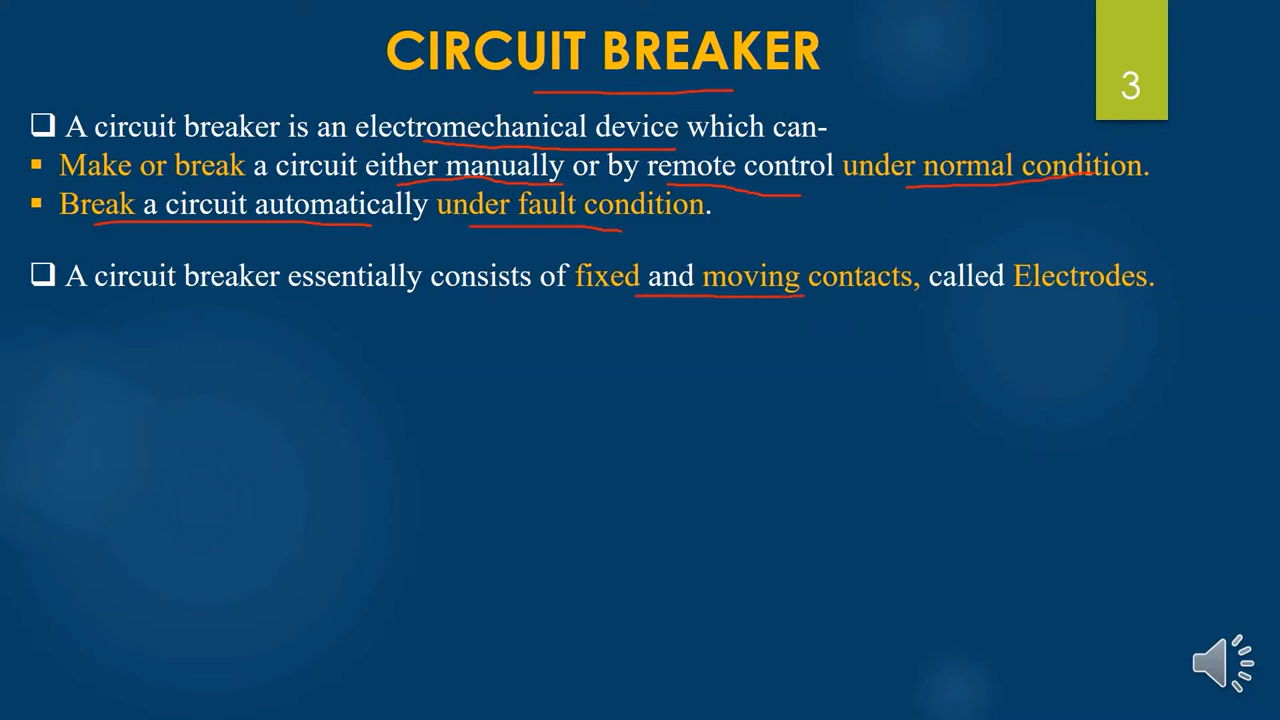 CIRCUIT BREAKER
3
❑ A circuit breaker is an electromechanical device which can-
▪ Make or break a circuit either manually or by remote control under normal condition.
▪ Break a circuit automatically under fault condition.
❑ A circuit breaker essentially consists of fixed and moving contacts, called Electrodes.